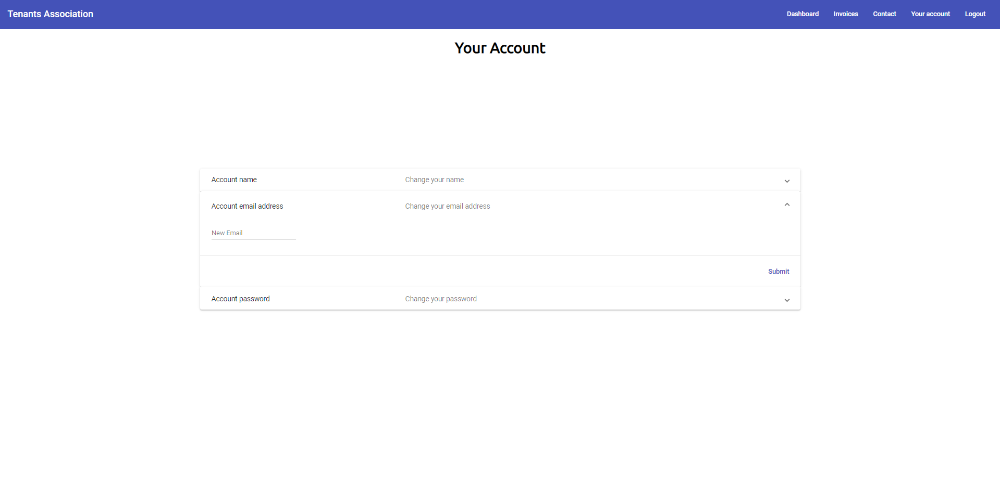 Tenants Association
Dashboard Invoices Contact Your account Logout
Your Account
Account name Change your name
Account email address Change your email address
New Email
Submit
Account password Change your password